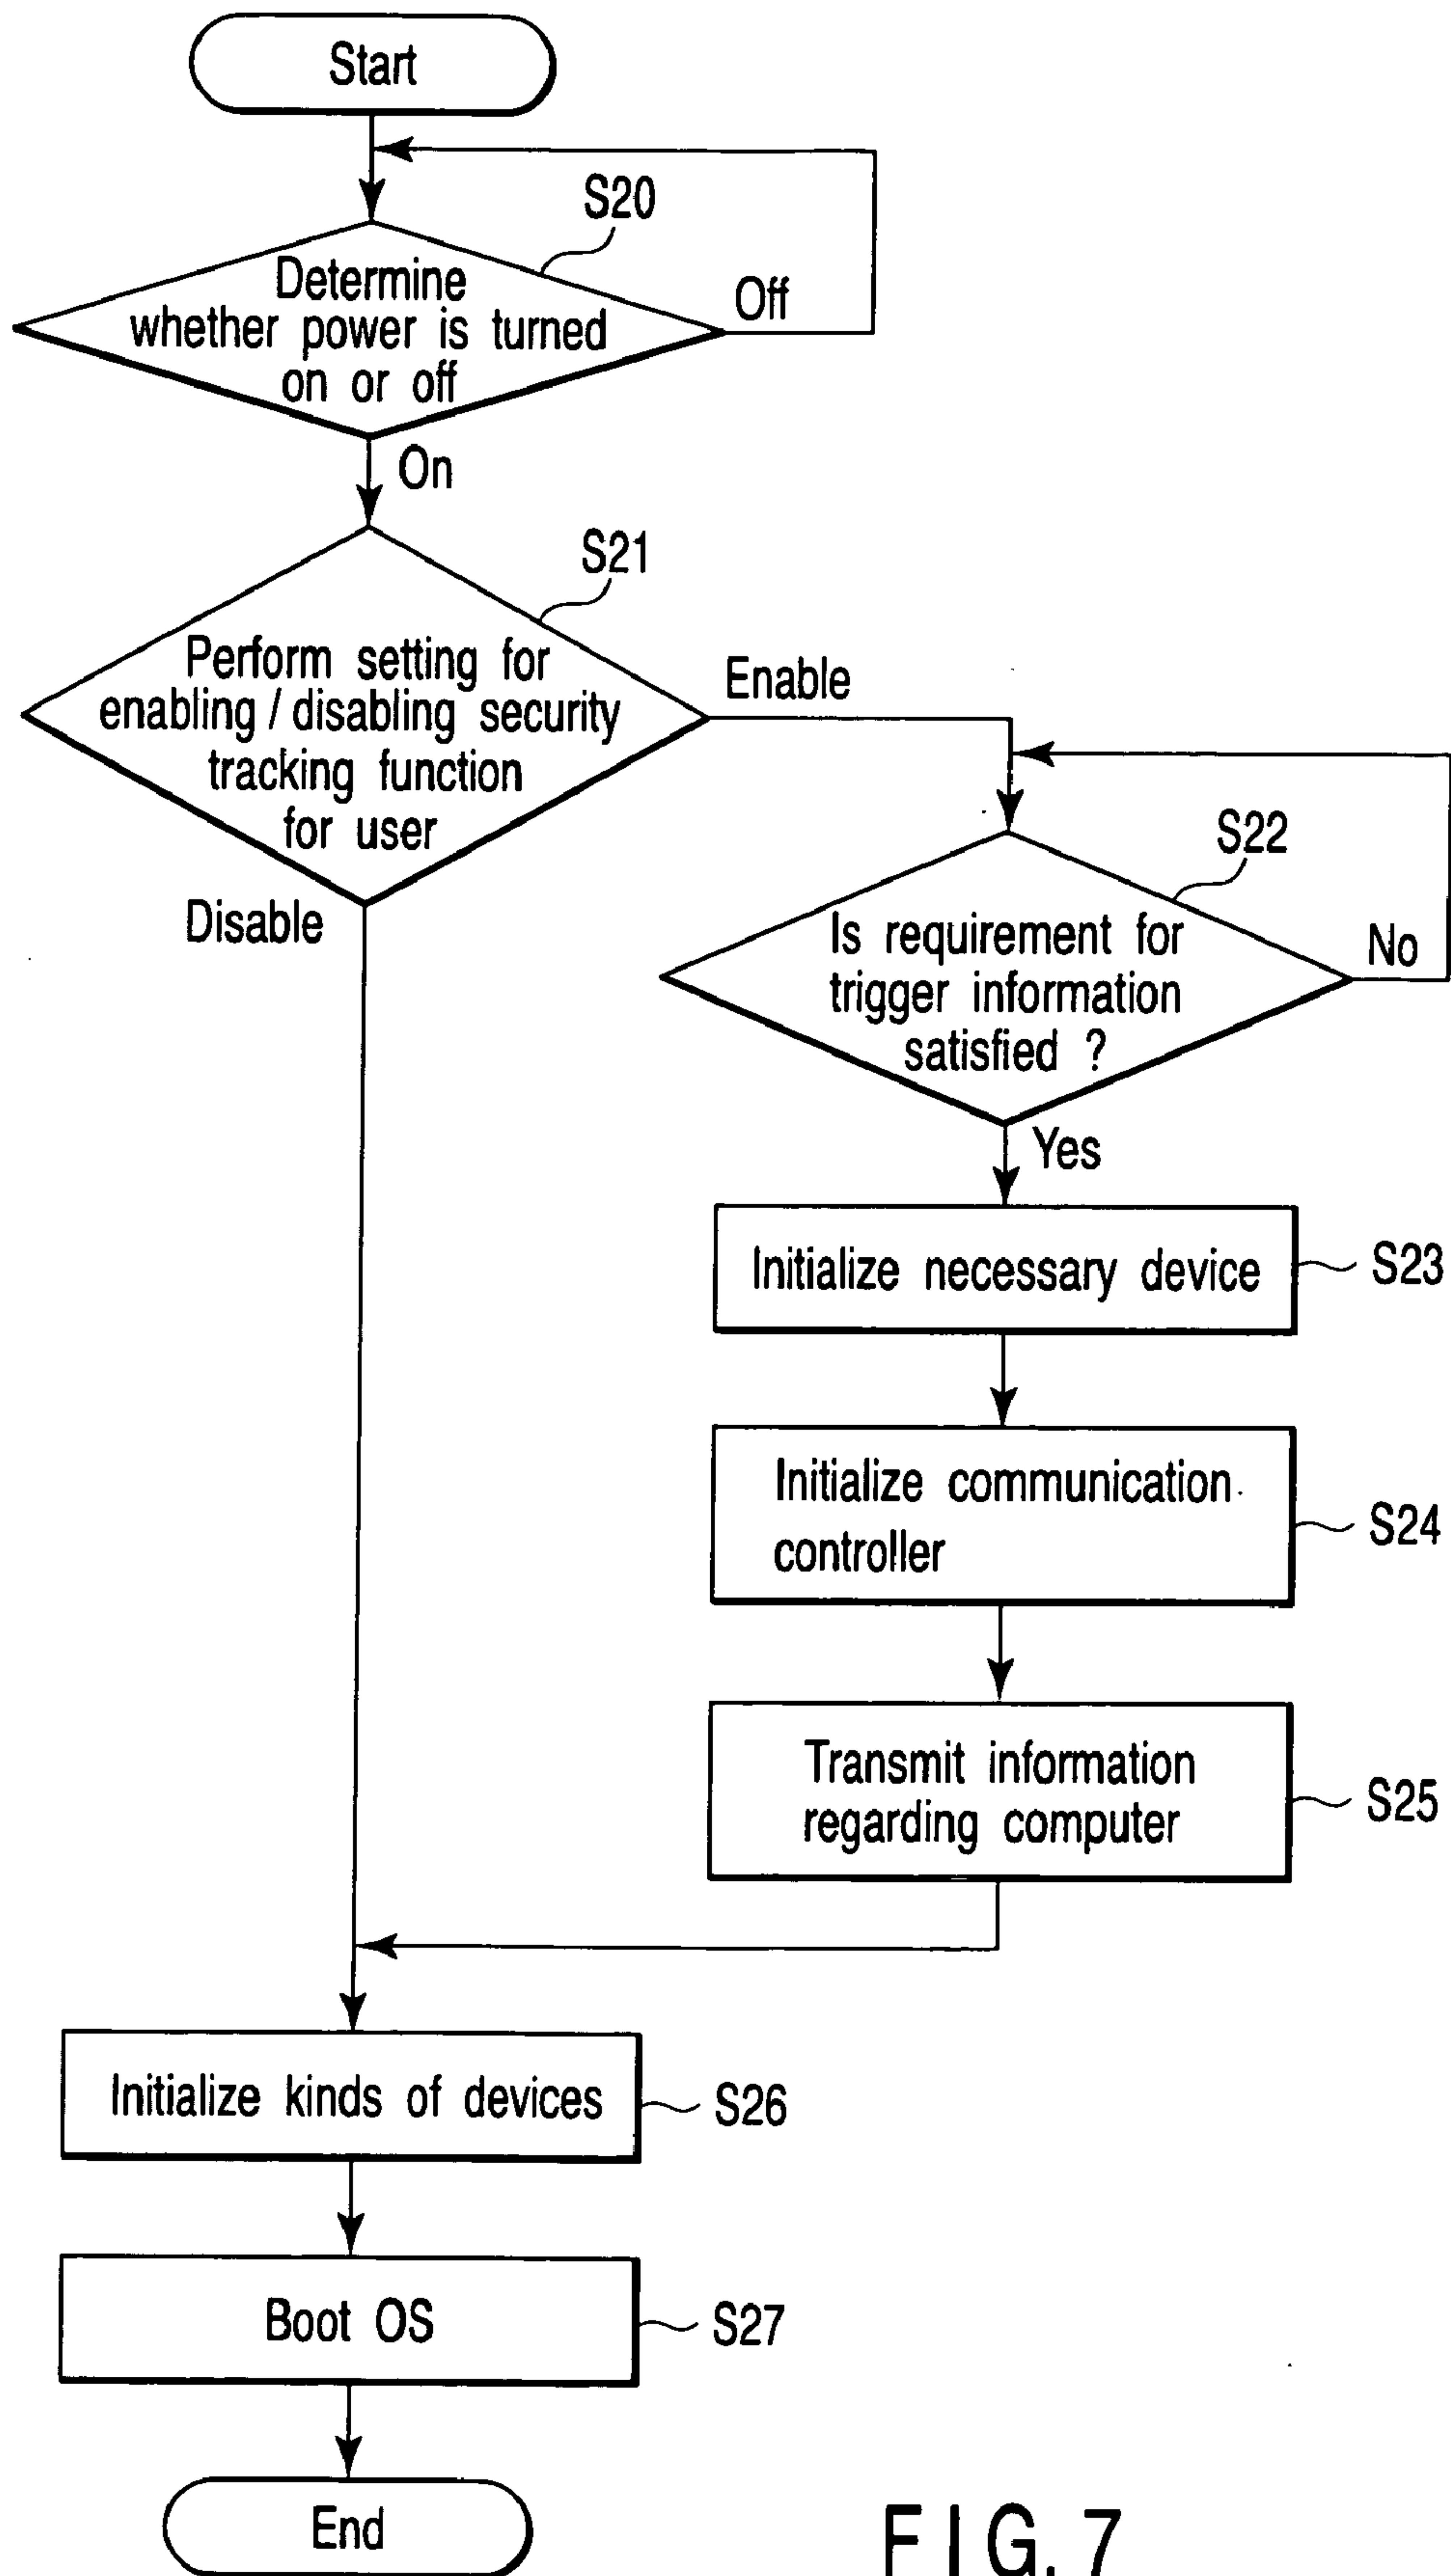 Start
S20
Determine
whether power is turned
on or off
Off
On
S21
Perform setting for
enabling / disabling security
tracking function
for user
Enable
Disable
S22
Is requirement for
trigger information
satisfied ?
No
Yes
Initialize necessary device
S23
Initialize communication
controller
S24
Transmit information
regarding computer
S25
Initialize kinds of devices
S26
Boot OS
S27
End
FIG. 7